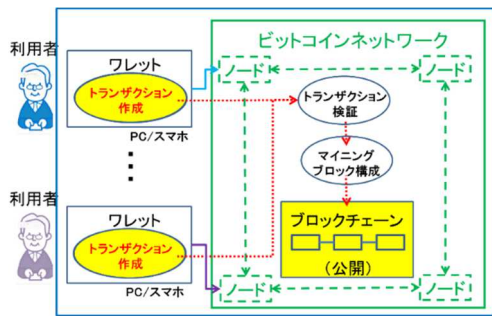 利用者
ワレット
トランザクション
作成
PC/スマホ
利用者
ワレット
トランザクション
作成
PC/スマホ
ビットコインネットワーク
ノード
ノード
トランザクション
検証
マイニング
ブロック構成
ブロックチェーン
(公開)
ノード
ノード